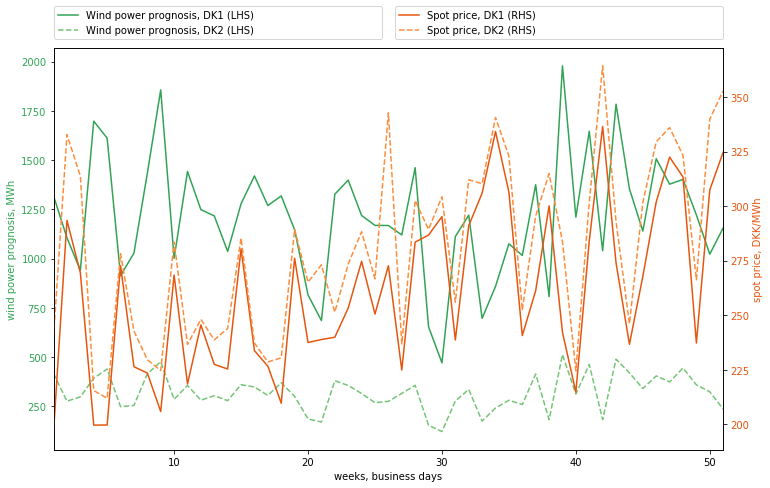 Wind power prognosis, DK1 (LHS)
Wind power prognosis, DK2 (LHS)
Spot price, DK1 (RHS)
Spot price, DK2 (RHS)
2000
1750
1500
1250
1000
750
500
250
wind power prognosis, MWh
350
325
300
275
250
225
200
spot price, DKK/MWh
10
20
30
40
50
weeks, business days